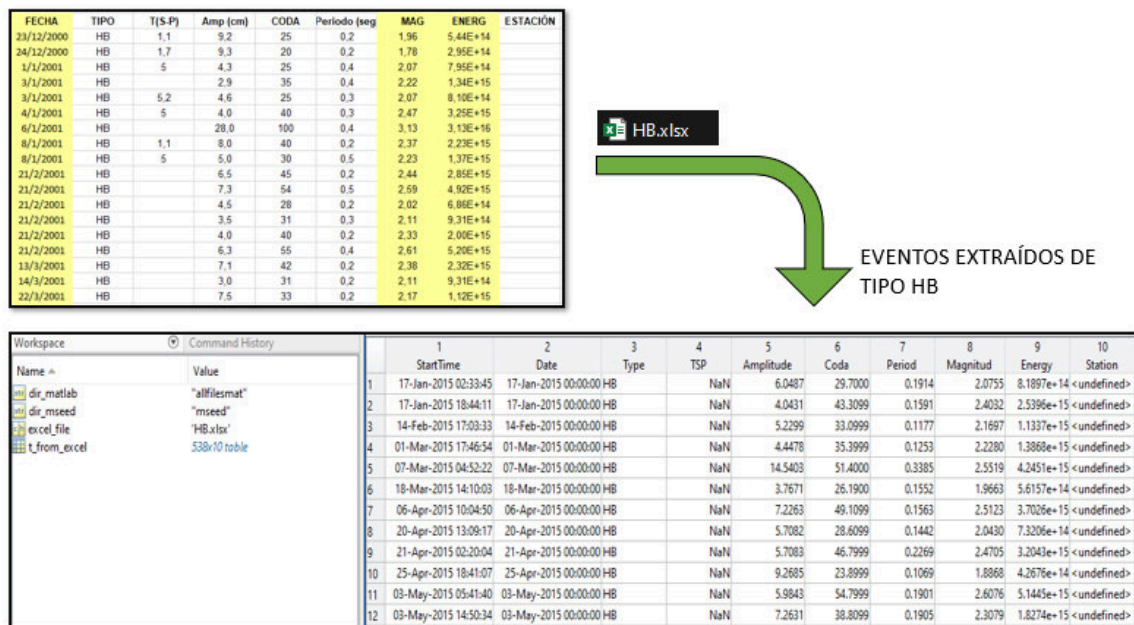 FECHA TIPO T(S-P) Amp (cm) CODA Periodo (seg MAG ENERG ESTACIÓN
23/12/2000 HB 1,1 9,2 25 0,2 1,96 5,44E+14
24/12/2000 HB 1,7 9,3 20 0,2 1,78 2,95E+14
1/1/2001 HB 5 4,3 25 0,4 2,07 7,95E+14
3/1/2001 HB 2,9 35 0,4 2,22 1,34E+15
3/1/2001 HB 5,2 4,6 25 0,3 2,07 8,10E+14
4/1/2001 HB 5 4,0 40 0,3 2,47 3,25E+15
6/1/2001 HB 28,0 100 0,4 3,13 3,13E+16
8/1/2001 HB 1,1 8,0 40 0,2 2,37 2,23E+15
8/1/2001 HB 5 5,0 30 0,5 2,23 1,37E+15
21/2/2001 HB 6,5 45 0,2 2,44 2,85E+15
21/2/2001 HB 7,3 54 0,5 2,59 4,92E+15
21/2/2001 HB 4,5 28 0,2 2,02 6,86E+14
21/2/2001 HB 3,5 31 0,3 2,11 9,31E+14
21/2/2001 HB 4,0 40 0,2 2,33 2,00E+15
21/2/2001 HB 6,3 55 0,4 2,61 5,20E+15
13/3/2001 HB 7,1 42 0,2 2,38 2,32E+15
14/3/2001 HB 3,0 31 0,2 2,11 9,31E+14
22/3/2001 HB 7,5 33 0,2 2,17 1,12E+15
HB.xlsx
EVENTOS EXTRAÍDOS DE
TIPO HB
Workspace Command History
Name Value
dir_matlab "allfilesmat"
dir_mseed "mseed"
excel_file 'HB.xlsx'
t_from_excel 538x10 table
1 2 3 4 5 6 7 8 9 10
StartTime Date Type TSP Amplitude Coda Period Magnitud Energy Station
1 17-Jan-2015 02:33:45 17-Jan-2015 00:00:00 HB NaN 6.0487 29.7000 0.1914 2.0755 8.1897e+14 <undefined>
2 17-Jan-2015 18:44:11 17-Jan-2015 00:00:00 HB NaN 4.0431 43.3099 0.1591 2.4032 2.5396e+15 <undefined>
3 14-Feb-2015 17:03:33 14-Feb-2015 00:00:00 HB NaN 5.2299 33.0999 0.1177 2.1697 1.1337e+15 <undefined>
4 01-Mar-2015 17:46:54 01-Mar-2015 00:00:00 HB NaN 4.4478 35.3999 0.1253 2.2280 1.3868e+15 <undefined>
5 07-Mar-2015 04:52:22 07-Mar-2015 00:00:00 HB NaN 14.5403 51.4000 0.3385 2.5519 4.2451e+15 <undefined>
6 18-Mar-2015 14:10:03 18-Mar-2015 00:00:00 HB NaN 3.7671 26.1900 0.1552 1.9663 5.6157e+14 <undefined>
7 06-Apr-2015 10:04:50 06-Apr-2015 00:00:00 HB NaN 7.2263 49.1099 0.1563 2.5123 3.7026e+15 <undefined>
8 20-Apr-2015 13:09:17 20-Apr-2015 00:00:00 HB NaN 5.7082 28.6099 0.1442 2.0430 7.3206e+14 <undefined>
9 21-Apr-2015 02:20:04 21-Apr-2015 00:00:00 HB NaN 5.7083 46.7999 0.2269 2.4705 3.2043e+15 <undefined>
10 25-Apr-2015 18:41:07 25-Apr-2015 00:00:00 HB NaN 9.2685 23.8999 0.1069 1.8868 4.2676e+14 <undefined>
11 03-May-2015 05:41:40 03-May-2015 00:00:00 HB NaN 5.9843 54.7999 0.1901 2.6076 5.1445e+15 <undefined>
12 03-May-2015 14:50:34 03-May-2015 00:00:00 HB NaN 7.2631 38.8099 0.1905 2.3079 1.8274e+15 <undefined>